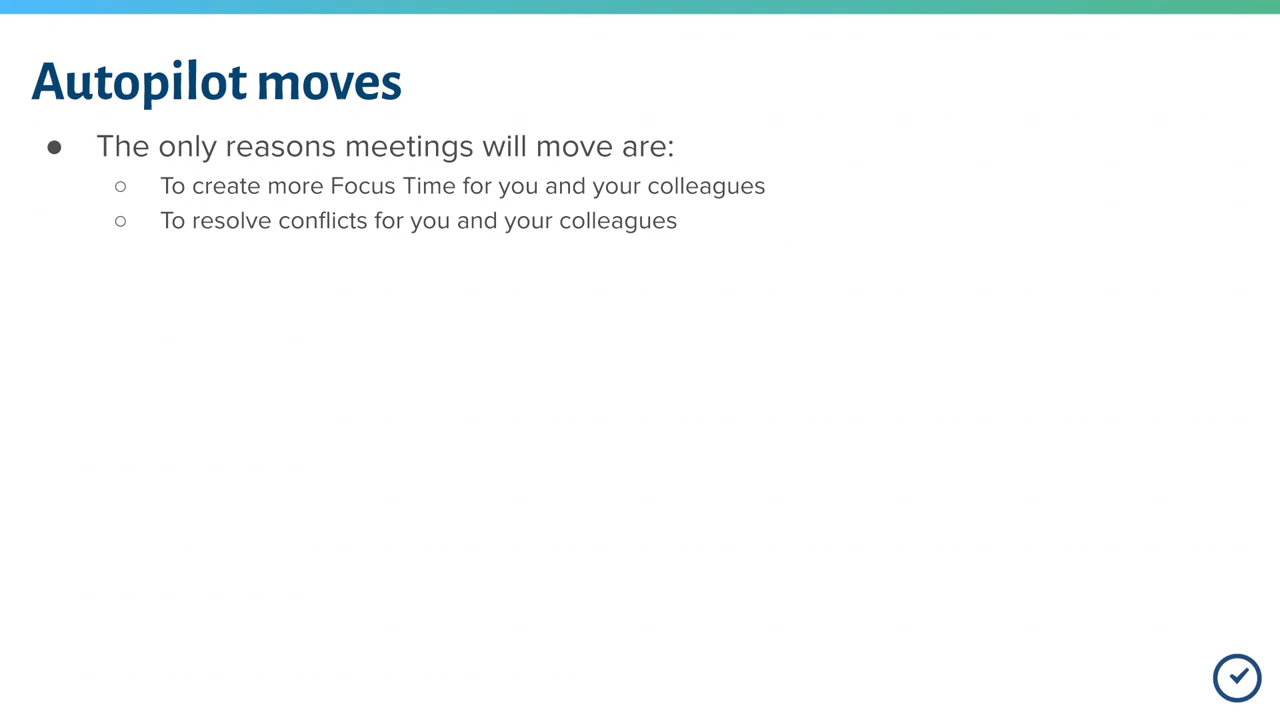 Autopilot moves
● The only reasons meetings will move are:
○ To create more Focus Time for you and your colleagues
○ To resolve conflicts for you and your colleagues